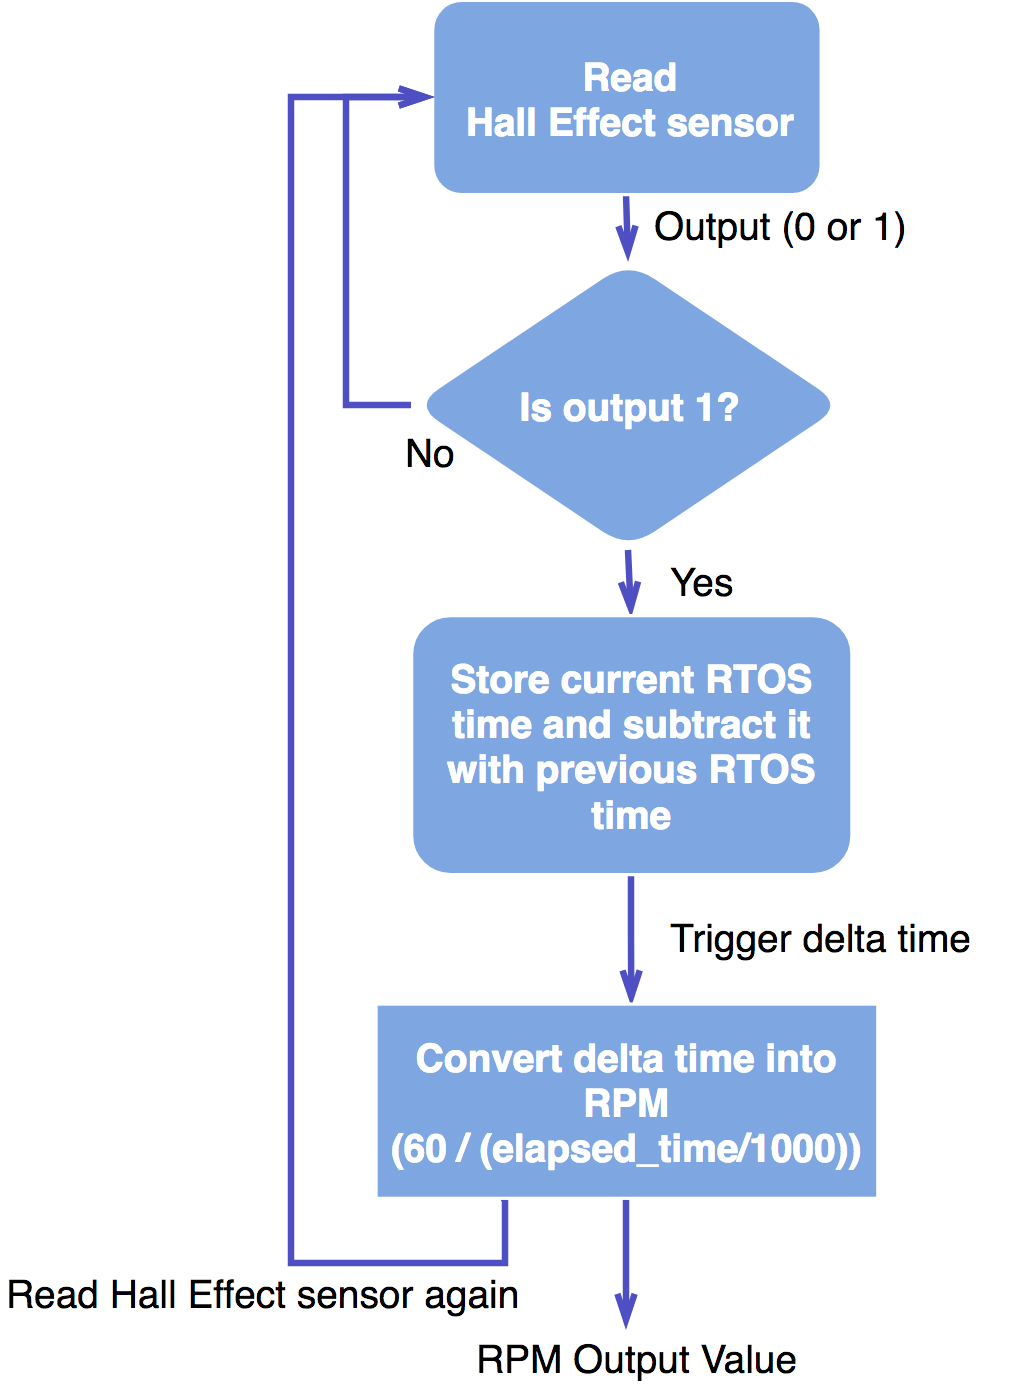 Read
Hall Effect sensor
Output (0 or 1)
Is output 1?
No
Yes
Store current RTOS
time and subtract it
with previous RTOS
time
Trigger delta time
Convert delta time into
RPM
(60 / (elapsed_time/1000))
Read Hall Effect sensor again
RPM Output Value